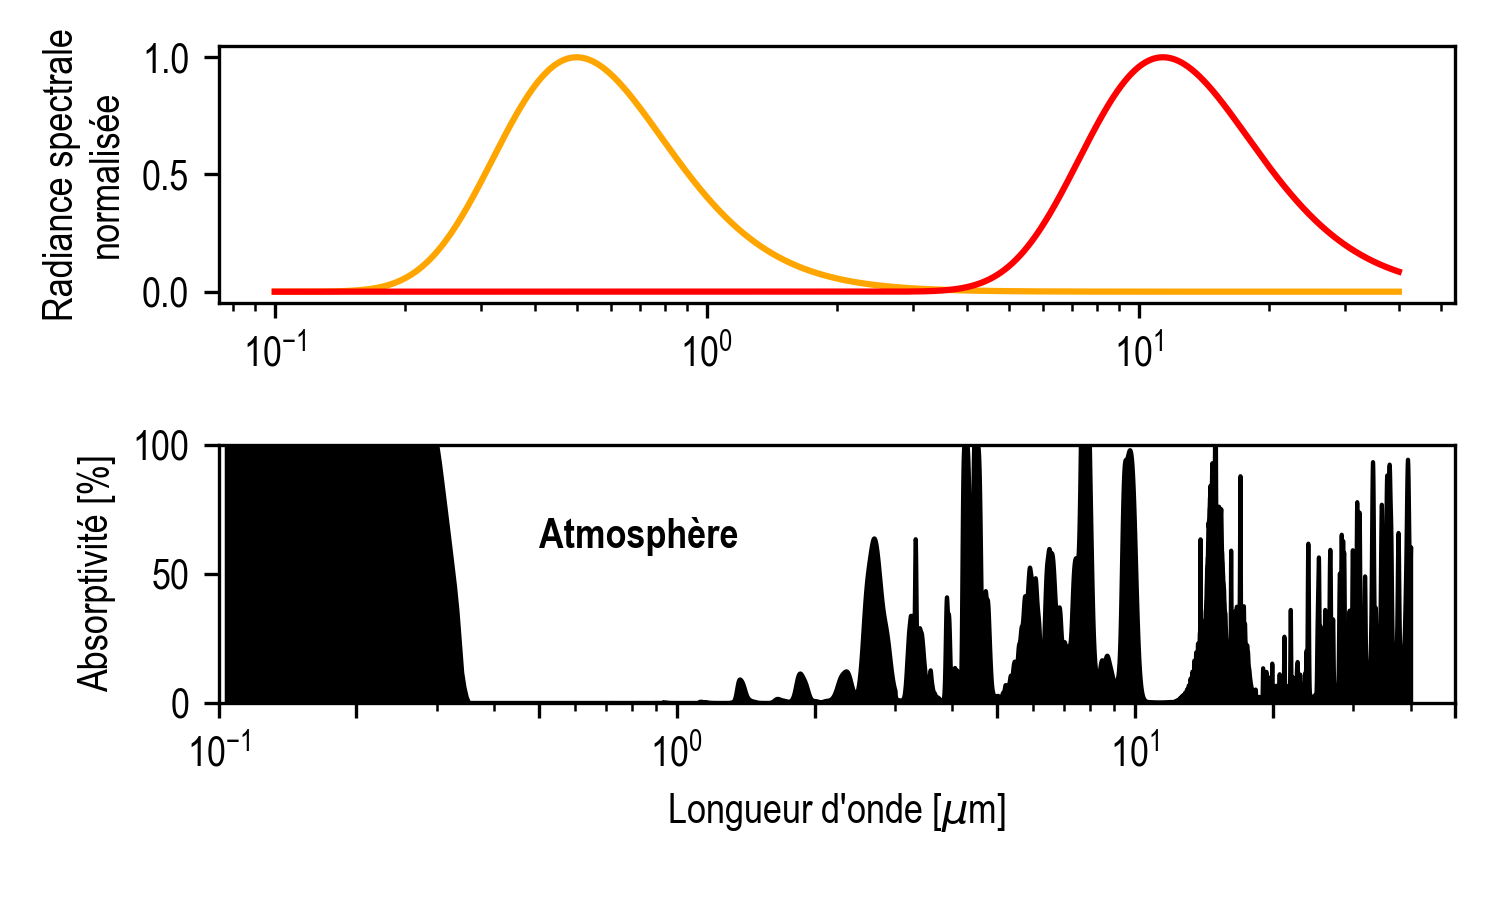 Radiance spectrale
normalisée
1.0
0.5
0.0
10⁻¹
10⁰
10¹
Absorptivité [%]
100
50
0
Atmosphère
10⁻¹
10⁰
10¹
Longueur d'onde [μm]